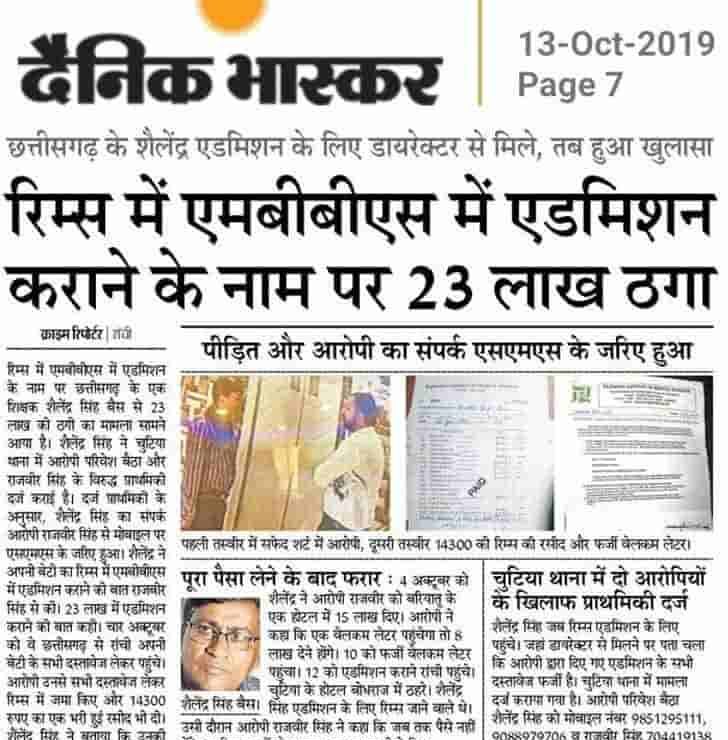 दैनिक भास्कर
13-Oct-2019
Page 7
छत्तीसगढ़ के शैलेंद्र एडमिशन के लिए डायरेक्टर से मिले, तब हुआ खुलासा
रिम्स में एमबीबीएस में एडमिशन
कराने के नाम पर 23 लाख ठगा
क्राइम रिपोर्टर | रांची
रिम्स में एमबीबीएस में एडमिशन
के नाम पर छत्तीसगढ़ के एक
शिक्षक शैलेंद्र सिंह बैस से 23
लाख की ठगी का मामला सामने
आया है। शैलेंद्र सिंह ने चुटिया
थाना में आरोपी परिवेश बैठा और
राजवीर सिंह के विरुद्ध प्राथमिकी
दर्ज कराई है। दर्ज प्राथमिकी के
अनुसार, शैलेंद्र सिंह का संपर्क
आरोपी राजवीर सिंह से मोबाइल पर
एसएमएस के जरिए हुआ। शैलेंद्र ने
अपनी बेटी का रिम्स में एमबीबीएस
में एडमिशन कराने की बात राजवीर
सिंह से की। 23 लाख में एडमिशन
कराने की बात कही। चार अक्टूबर
को वे छत्तीसगढ़ से रांची अपनी
बेटी के सभी दस्तावेज लेकर पहुंचे।
आरोपी उनसे सभी दस्तावेज लेकर
रिम्स में जमा किए और 14300
रुपए का एक भरी हुई रसीद भी दी।
शैलेंद्र सिंह ने बताया कि उनकी
पीड़ित और आरोपी का संपर्क एसएमएस के जरिए हुआ
PAID
पहली तस्वीर में सफेद शर्ट में आरोपी, दूसरी तस्वीर 14300 की रिम्स की रसीद और फर्जी वेलकम लेटर।
पूरा पैसा लेने के बाद फरार : 4 अक्टूबर को
शैलेंद्र ने आरोपी राजवीर को बरियातू के
एक होटल में 15 लाख दिए। आरोपी ने
कहा कि एक वेलकम लेटर पहुंचेगा तो 8
लाख देने होंगे। 10 को फर्जी वेलकम लेटर
पहुंचा। 12 को एडमिशन कराने रांची पहुंचे।
चुटिया के होटल बोधराज में ठहरे। शैलेंद्र
सिंह एडमिशन के लिए रिम्स जाने वाले थे।
शैलेंद्र सिंह बैस।
उसी दौरान आरोपी राजवीर सिंह ने कहा कि जब तक पैसे नहीं
चुटिया थाना में दो आरोपियों
के खिलाफ प्राथमिकी दर्ज
शैलेंद्र सिंह जब रिम्स एडमिशन के लिए
पहुंचे। जहां डायरेक्टर से मिलने पर पता चला
कि आरोपी द्वारा दिए गए एडमिशन के सभी
दस्तावेज फर्जी है। चुटिया थाना में मामला
दर्ज कराया गया है। आरोपी परिवेश बैठा
शैलेंद्र सिंह को मोबाइल नंबर 9851295111,
9088979706 व राजवीर सिंह 704419138